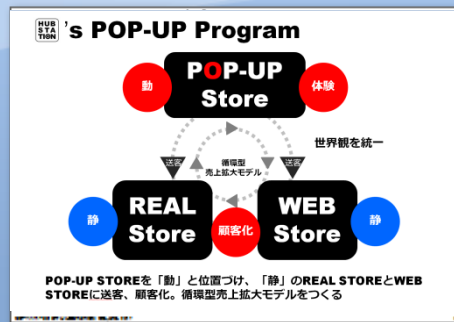 HUB
STA
TION
's POP-UP Program
POP-UP
Store
動
体験
世界観を統一
送客
送客
循環型
売上拡大モデル
REAL
Store
WEB
Store
静
顧客化
静
POP-UP STOREを「動」と位置づけ、「静」のREAL STOREとWEB
STOREに送客、顧客化。循環型売上拡大モデルをつくる